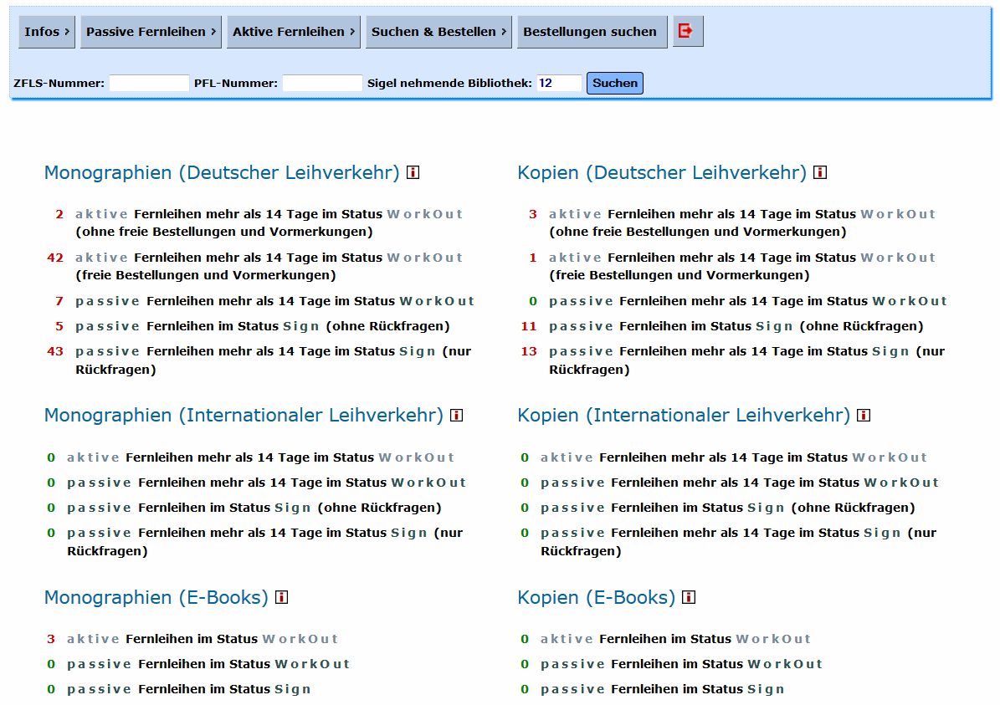 Infos ›
Passive Fernleihen ›
Aktive Fernleihen ›
Suchen & Bestellen ›
Bestellungen suchen
ZFLS-Nummer:
PFL-Nummer:
Sigel nehmende Bibliothek: 12
Suchen
Monographien (Deutscher Leihverkehr) i
2 aktive Fernleihen mehr als 14 Tage im Status WorkOut
(ohne freie Bestellungen und Vormerkungen)
42 aktive Fernleihen mehr als 14 Tage im Status WorkOut
(freie Bestellungen und Vormerkungen)
7 passive Fernleihen mehr als 14 Tage im Status WorkOut
5 passive Fernleihen im Status Sign (ohne Rückfragen)
43 passive Fernleihen mehr als 14 Tage im Status Sign (nur
Rückfragen)
Kopien (Deutscher Leihverkehr) i
3 aktive Fernleihen mehr als 14 Tage im Status WorkOut
(ohne freie Bestellungen und Vormerkungen)
1 aktive Fernleihen mehr als 14 Tage im Status WorkOut
(freie Bestellungen und Vormerkungen)
0 passive Fernleihen mehr als 14 Tage im Status WorkOut
11 passive Fernleihen im Status Sign (ohne Rückfragen)
13 passive Fernleihen mehr als 14 Tage im Status Sign (nur
Rückfragen)
Monographien (Internationaler Leihverkehr) i
0 aktive Fernleihen mehr als 14 Tage im Status WorkOut
0 passive Fernleihen mehr als 14 Tage im Status WorkOut
0 passive Fernleihen im Status Sign (ohne Rückfragen)
0 passive Fernleihen mehr als 14 Tage im Status Sign (nur
Rückfragen)
Kopien (Internationaler Leihverkehr) i
0 aktive Fernleihen mehr als 14 Tage im Status WorkOut
0 passive Fernleihen mehr als 14 Tage im Status WorkOut
0 passive Fernleihen im Status Sign (ohne Rückfragen)
0 passive Fernleihen mehr als 14 Tage im Status Sign (nur
Rückfragen)
Monographien (E-Books) i
3 aktive Fernleihen im Status WorkOut
0 passive Fernleihen im Status WorkOut
0 passive Fernleihen im Status Sign
Kopien (E-Books) i
0 aktive Fernleihen im Status WorkOut
0 passive Fernleihen im Status WorkOut
0 passive Fernleihen im Status Sign